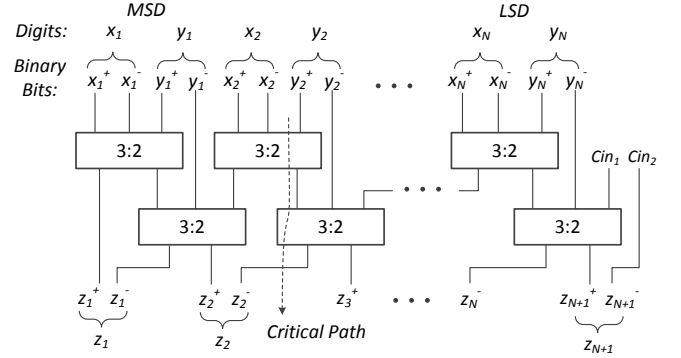 MSD LSD
Digits: x1 y1 x2 y2 xN yN
Binary Bits: x1+ x1- y1+ y1- x2+ x2- y2+ y2- • • • xN+ xN- yN+ yN-
3:2 3:2 3:2 Cin1 Cin2
• • •
3:2 3:2 3:2
z1+ z1- z2+ z2- z3+ • • • zN- zN+1+ zN+1-
z1 z2 Critical Path zN+1